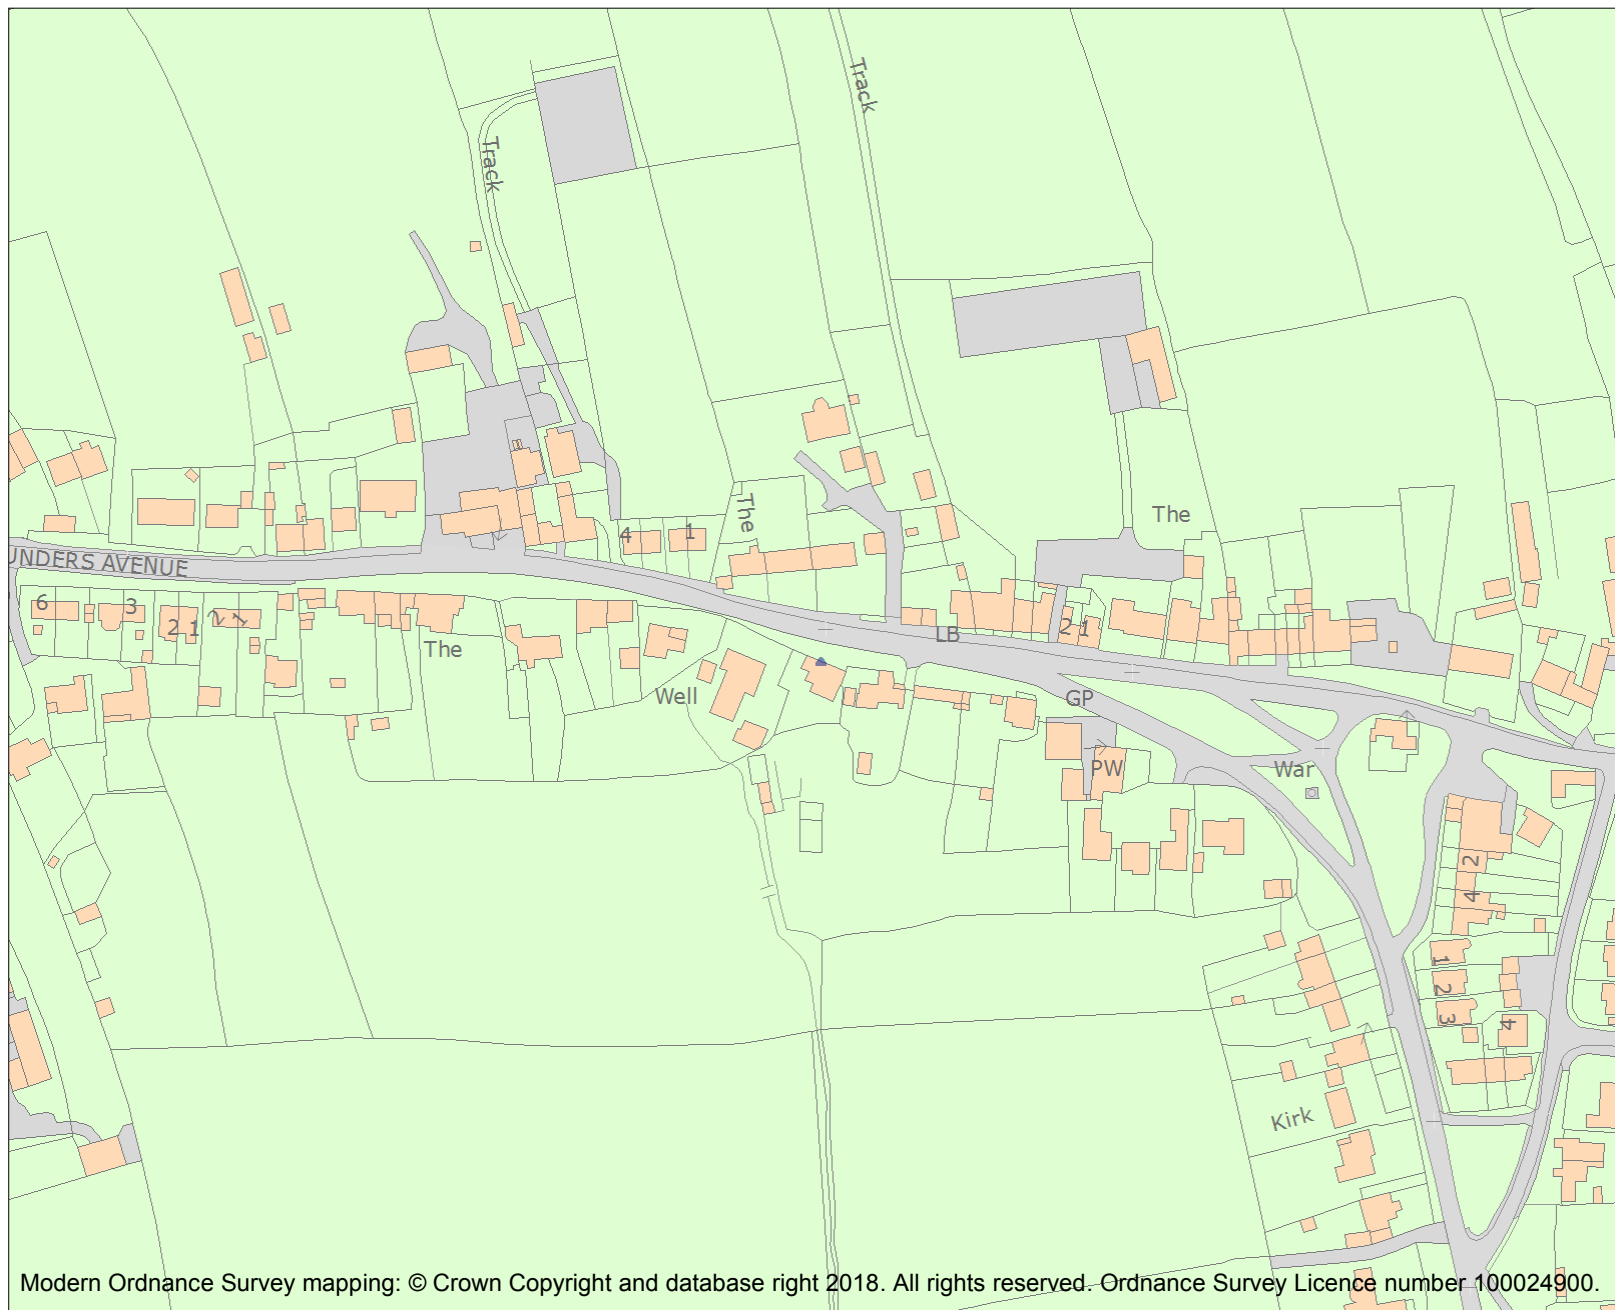 Track
Track
The
4
1
The
UNDERS AVENUE
6
3
2
1
2
1
The
LB
2
1
Well
GP
PW
War
2
4
1
2
3
4
Kirk
Modern Ordnance Survey mapping: © Crown Copyright and database right 2018. All rights reserved. Ordnance Survey Licence number 100024900.